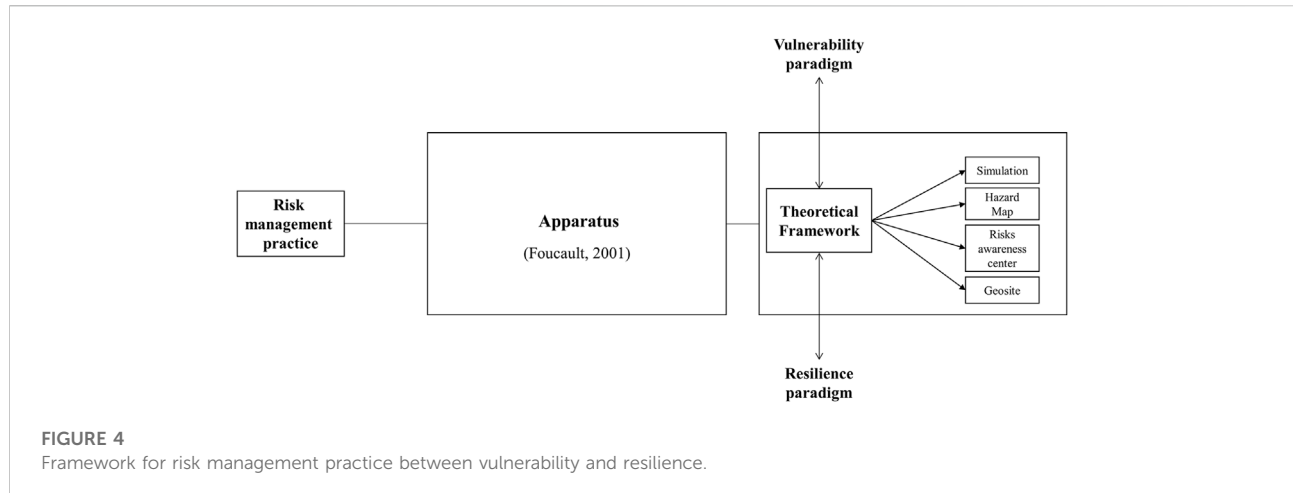 Vulnerability
paradigm
Risk
management
practice
Apparatus
(Foucault, 2001)
Theoretical
Framework
Simulation
Hazard
Map
Risks
awareness
center
Geosite
Resilience
paradigm
FIGURE 4
Framework for risk management practice between vulnerability and resilience.